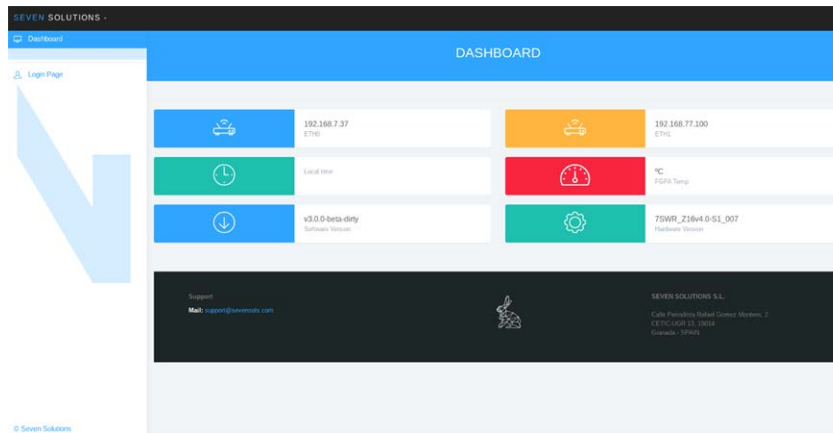 SEVEN SOLUTIONS -
Dashboard
Login Page
DASHBOARD
192.168.7.37
ETH0
192.168.77.100
ETH1
Local time
ºC
FGPA Temp
v3.0.0-beta-dirty
Software Version
7SWR_Z16v4.0-S1_007
Hardware Version
Support
Mail: support@sevensols.com
SEVEN SOLUTIONS S.L.
Calle Periodista Rafael Gomez Montero, 2
CETIC-UGR 13, 18014
Granada - SPAIN
© Seven Solutions